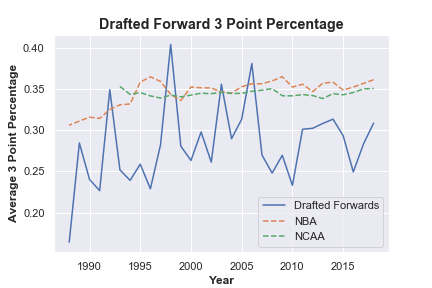 Drafted Forward 3 Point Percentage
0.40
0.35
0.30
0.25
0.20
Average 3 Point Percentage
1990 1995 2000 2005 2010 2015
Year
Drafted Forwards
NBA
NCAA